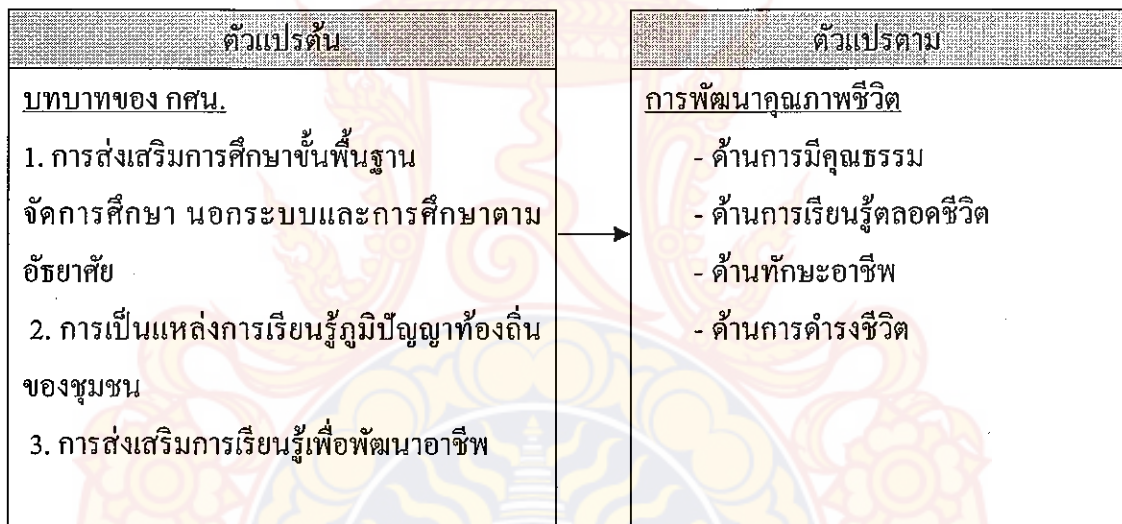 ตัวแปรต้น
บทบาทของ กศน.
1. การส่งเสริมการศึกษาขั้นพื้นฐาน
จัดการศึกษา นอกระบบและการศึกษาตาม
อัธยาศัย
2. การเป็นแหล่งการเรียนรู้ภูมิปัญญาท้องถิ่น
ของชุมชน
3. การส่งเสริมการเรียนรู้เพื่อพัฒนาอาชีพ
ตัวแปรตาม
การพัฒนาคุณภาพชีวิต
- ด้านการมีคุณธรรม
- ด้านการเรียนรู้ตลอดชีวิต
- ด้านทักษะอาชีพ
- ด้านการดำรงชีวิต